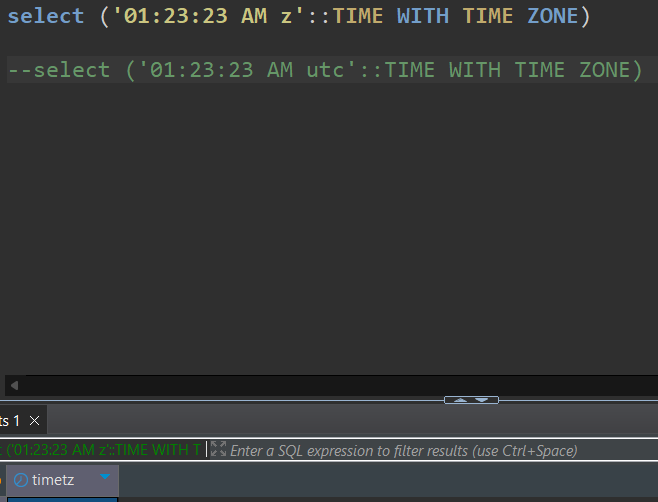 select ('01:23:23 AM z'::TIME WITH TIME ZONE)
--select ('01:23:23 AM utc'::TIME WITH TIME ZONE)
ts 1
('01:23:23 AM z'::TIME WITH T Enter a SQL expression to filter results (use Ctrl+Space)
timetz